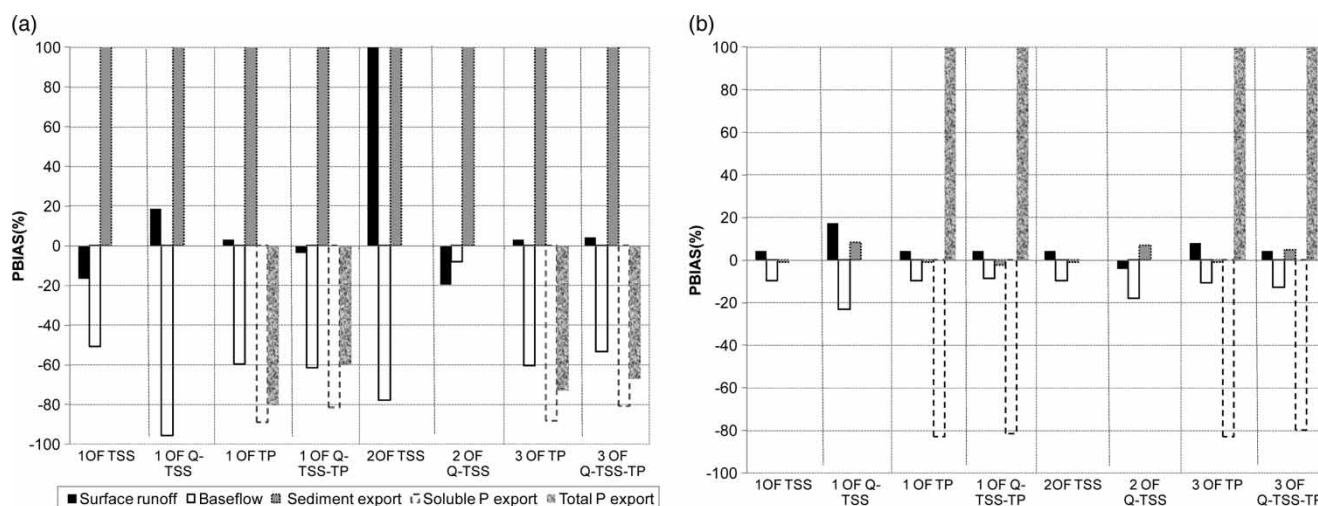 (a)
PBIAS(%)
100
80
60
40
20
0
-20
-40
-60
-80
-100
1OF TSS
1 OF Q-
TSS
1 OF TP
1 OF Q-
TSS-TP
2OF TSS
2 OF
Q-TSS
3 OF TP
3 OF
Q-TSS-TP
Surface runoff Baseflow Sediment export Soluble P export Total P export
(b)
PBIAS(%)
100
80
60
40
20
0
-20
-40
-60
-80
-100
1OF TSS
1 OF Q-
TSS
1 OF TP
1 OF Q-
TSS-TP
2OF TSS
2 OF
Q-TSS
3 OF TP
3 OF
Q-TSS-TP